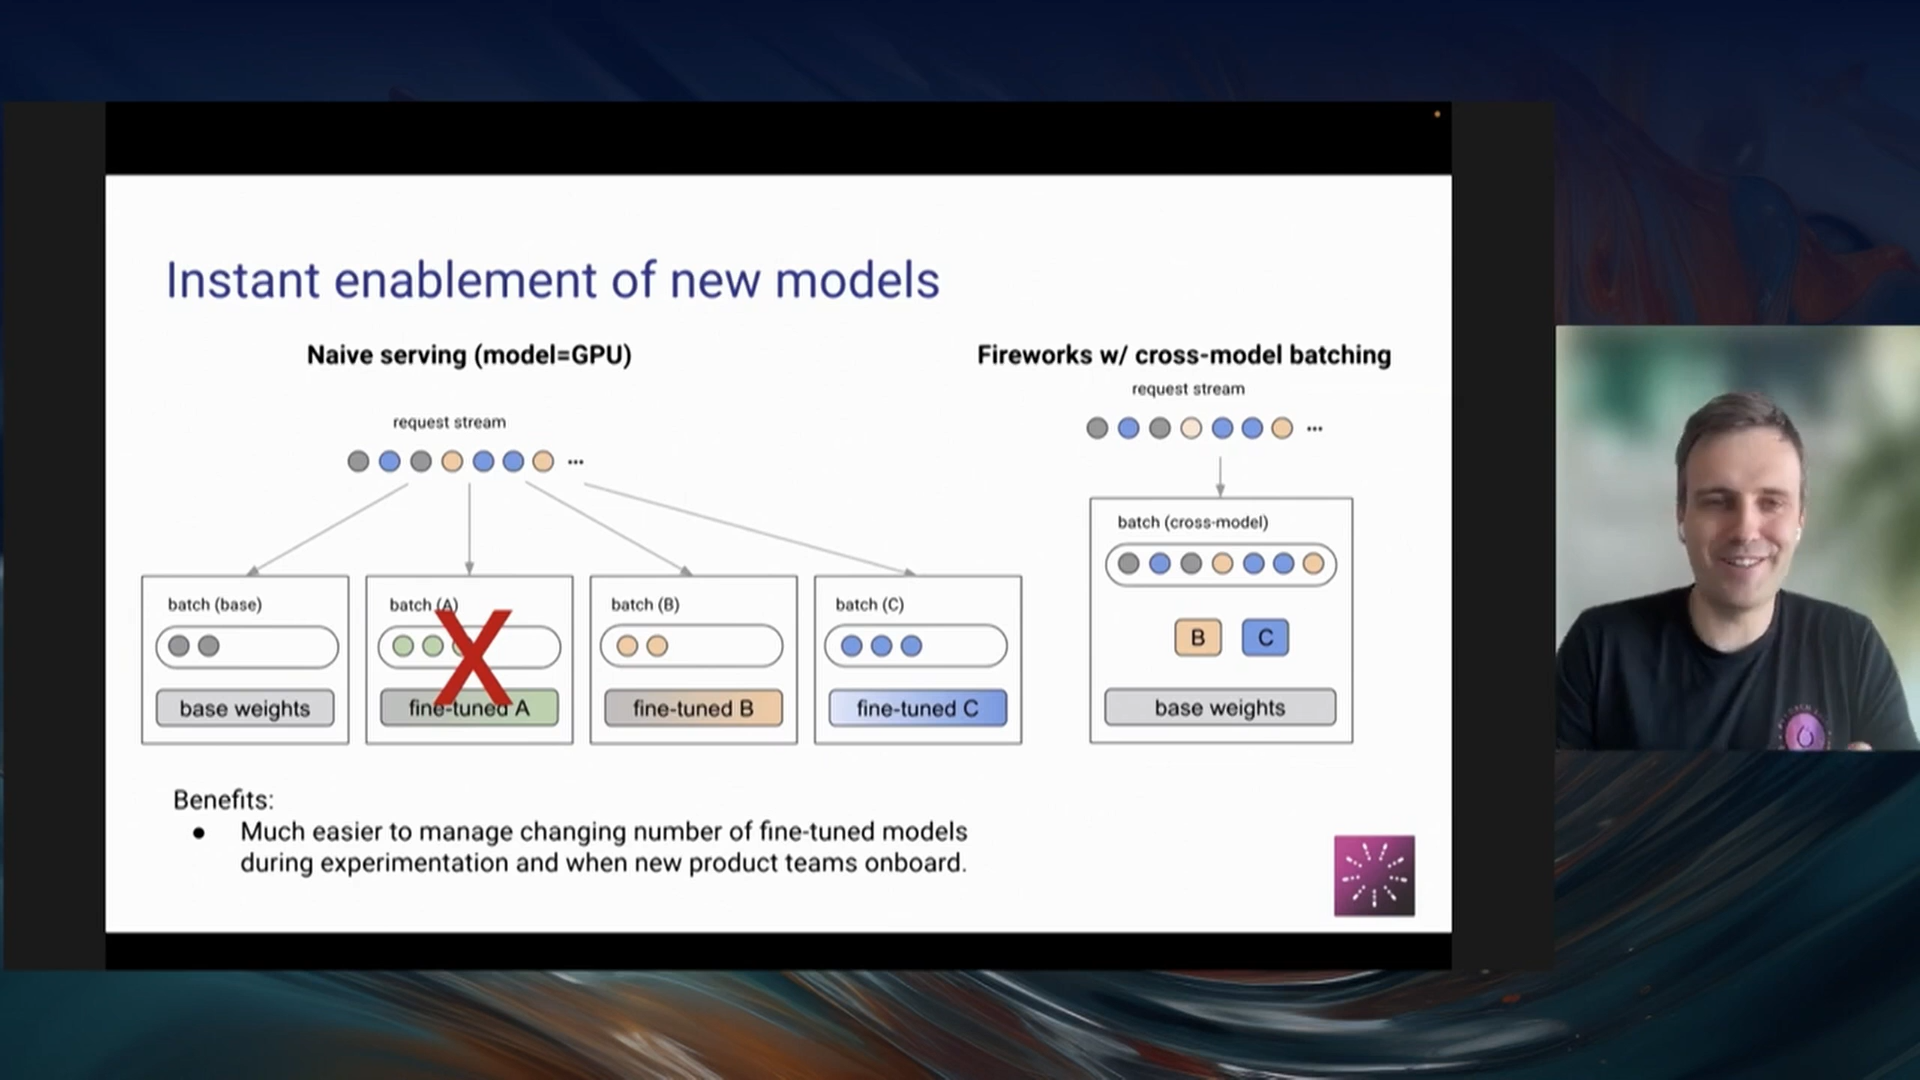 Instant enablement of new models
Naive serving (model=GPU)
request stream
...
batch (base)
base weights
batch (A)
X
fine-tuned A
batch (B)
fine-tuned B
batch (C)
fine-tuned C
Fireworks w/ cross-model batching
request stream
...
batch (cross-model)
B
C
base weights
Benefits:
● Much easier to manage changing number of fine-tuned models
during experimentation and when new product teams onboard.